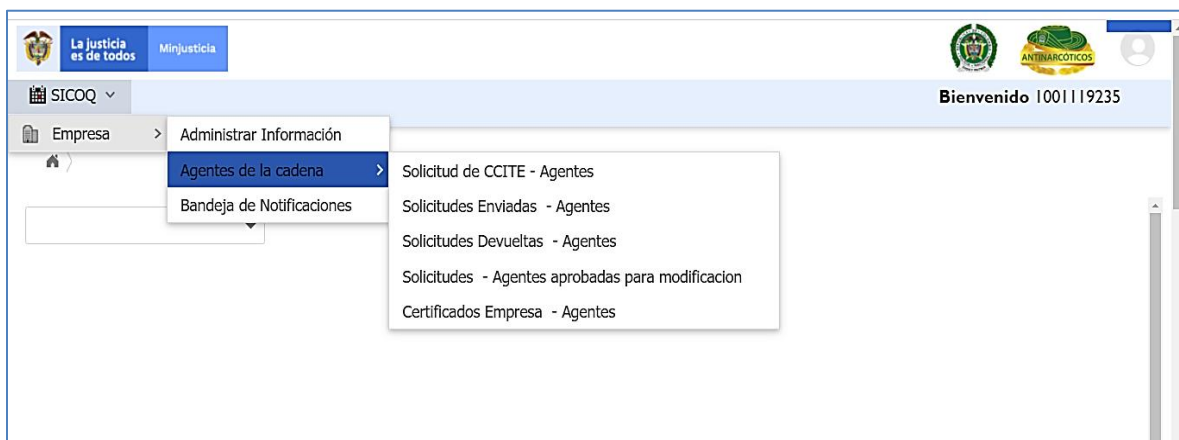 La justicia
es de todos
Minjusticia
ANTINARCÓTICOS
SICOQ
Bienvenido 1001119235
Empresa
Administrar Información
Agentes de la cadena
Solicitud de CCITE - Agentes
Bandeja de Notificaciones
Solicitudes Enviadas - Agentes
Solicitudes Devueltas - Agentes
Solicitudes - Agentes aprobadas para modificacion
Certificados Empresa - Agentes